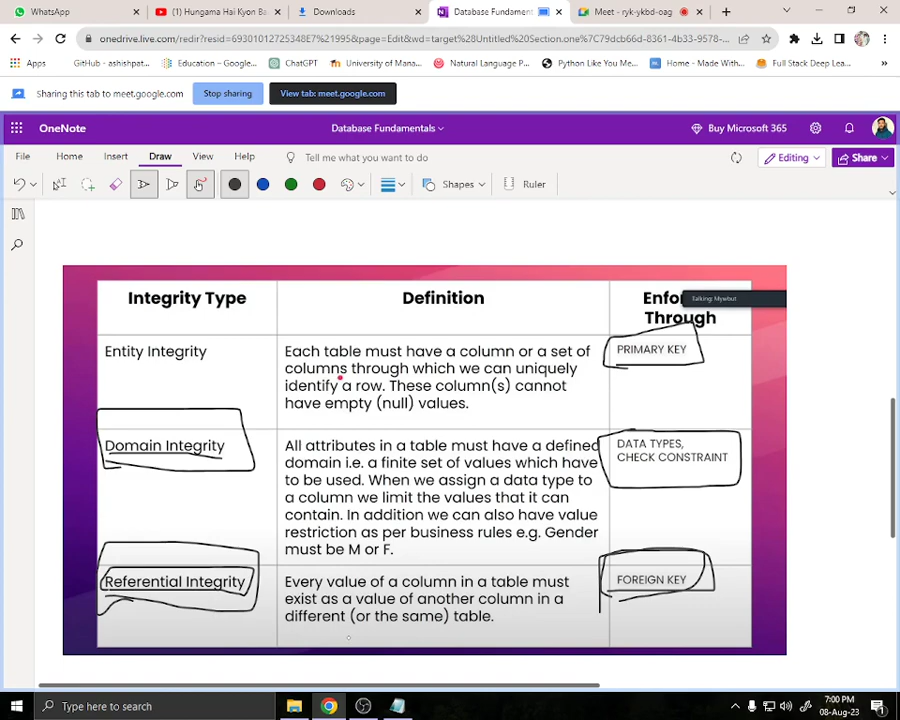 WhatsApp
(1) Hungama Hai Kyon Ba
Downloads
Database Fundament
Meet - ryk-ykbd-oag
onedrive.live.com/redir?resid=69301012725348E7%21995&page=Edit&wd=target%28Untitled%20Section.one%7C79dcb66d-8361-4b33-9578-...
Apps
GitHub - ashishpat...
Education – Google...
ChatGPT
University of Mana...
Natural Language P...
Python Like You Me...
Home - Made With...
Full Stack Deep Lea...
Sharing this tab to meet.google.com
Stop sharing
View tab: meet.google.com
OneNote
Database Fundamentals
Buy Microsoft 365
File
Home
Insert
Draw
View
Help
Tell me what you want to do
Editing
Share
Shapes
Ruler
Integrity Type
Definition
Enfo
Through
Talking: Mywbut
Entity Integrity
Each table must have a column or a set of
columns through which we can uniquely
identify a row. These column(s) cannot
have empty (null) values.
PRIMARY KEY
Domain Integrity
All attributes in a table must have a defined
domain i.e. a finite set of values which have
to be used. When we assign a data type to
a column we limit the values that it can
contain. In addition we can also have value
restriction as per business rules e.g. Gender
must be M or F.
DATA TYPES,
CHECK CONSTRAINT
Referential Integrity
Every value of a column in a table must
exist as a value of another column in a
different (or the same) table.
FOREIGN KEY
Type here to search
7:00 PM
08-Aug-23
1